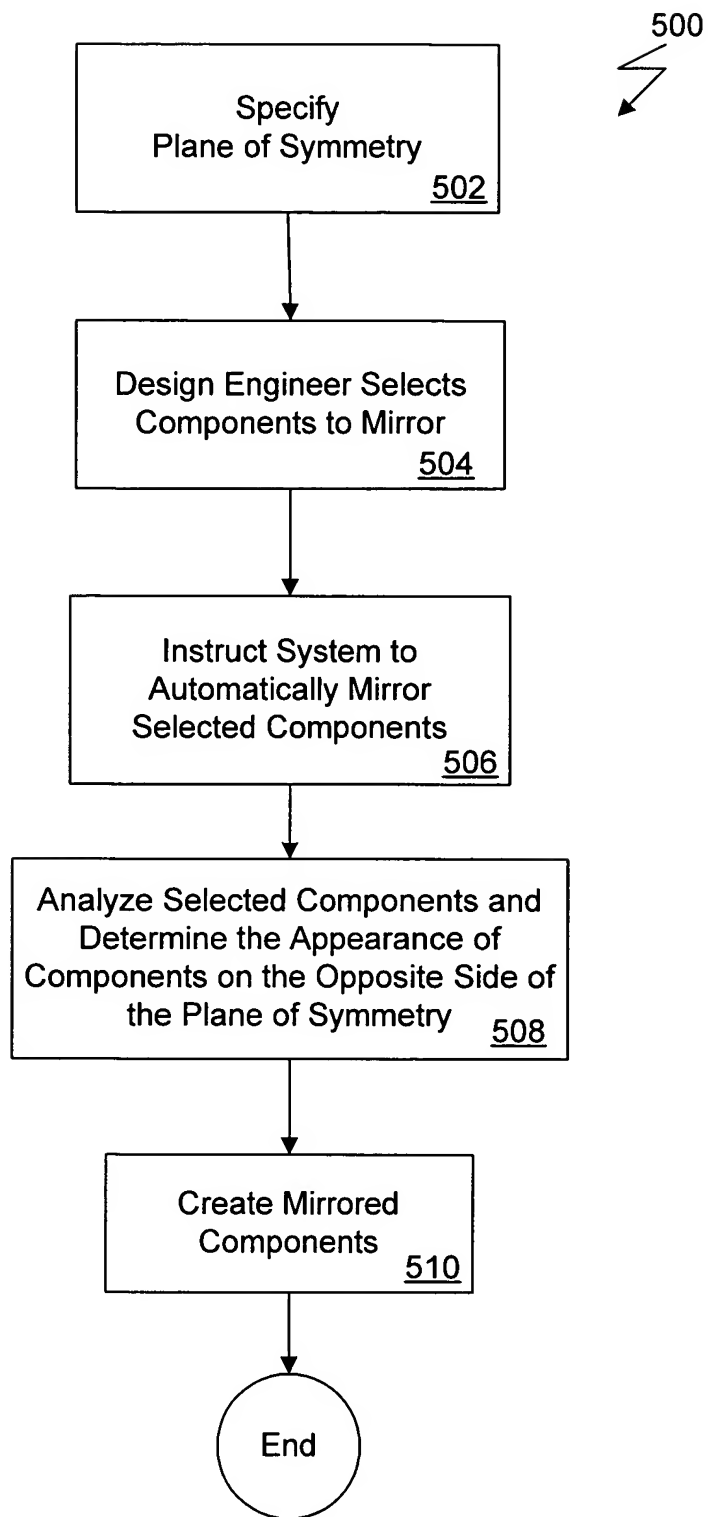 500
Specify
Plane of Symmetry
502
Design Engineer Selects
Components to Mirror
504
Instruct System to
Automatically Mirror
Selected Components
506
Analyze Selected Components and
Determine the Appearance of
Components on the Opposite Side of
the Plane of Symmetry
508
Create Mirrored
Components
510
End